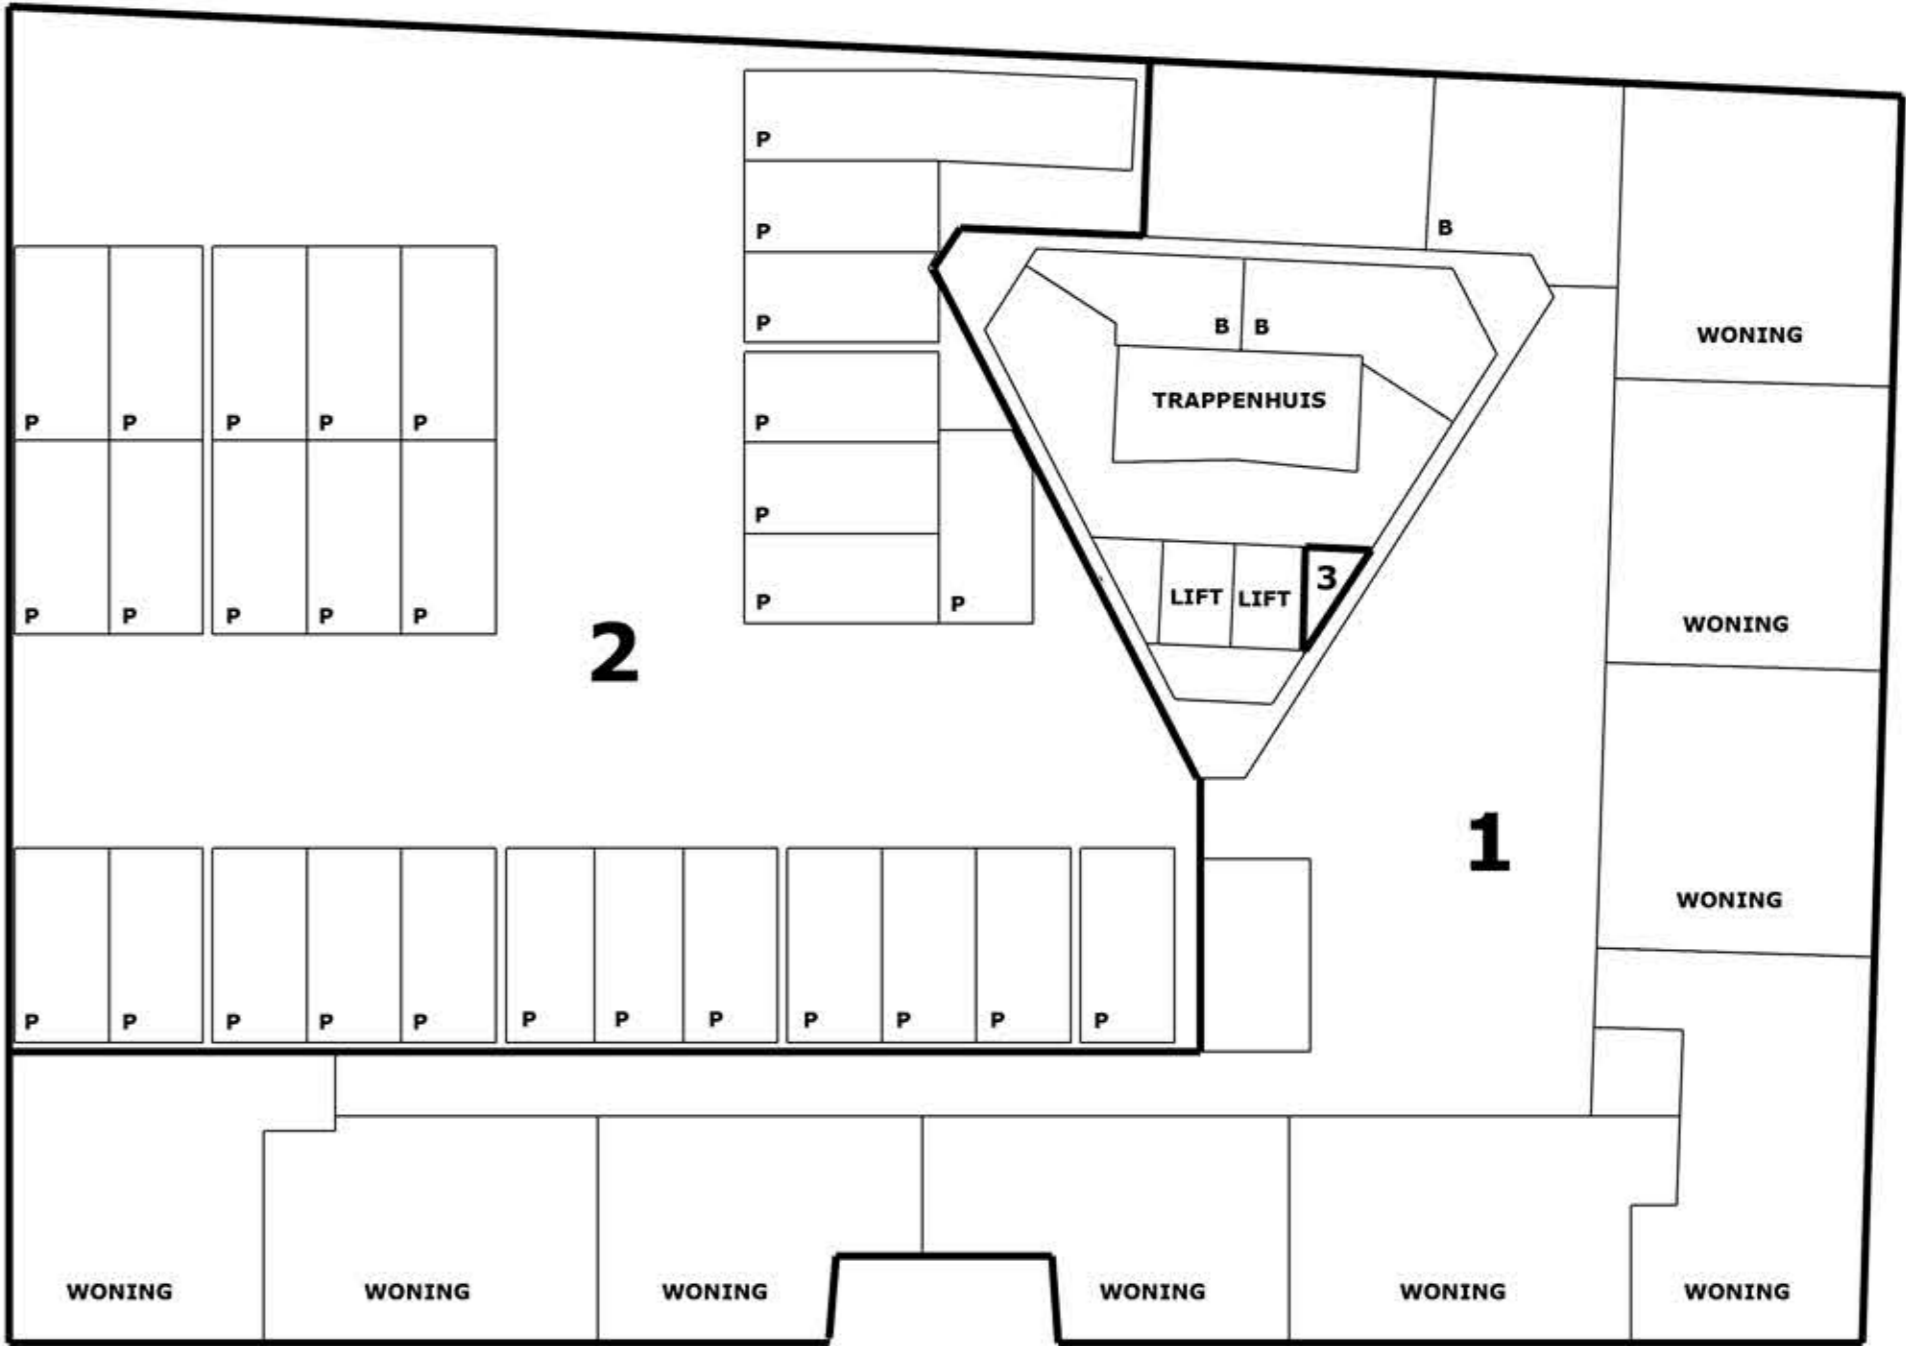 P
P
B
P
B B
WONING
TRAPPENHUIS
P P P P P P
P
LIFT LIFT 3
P P P P P P P
WONING
2
1
WONING
P P P P P P P P P P P P
WONING WONING WONING WONING WONING WONING